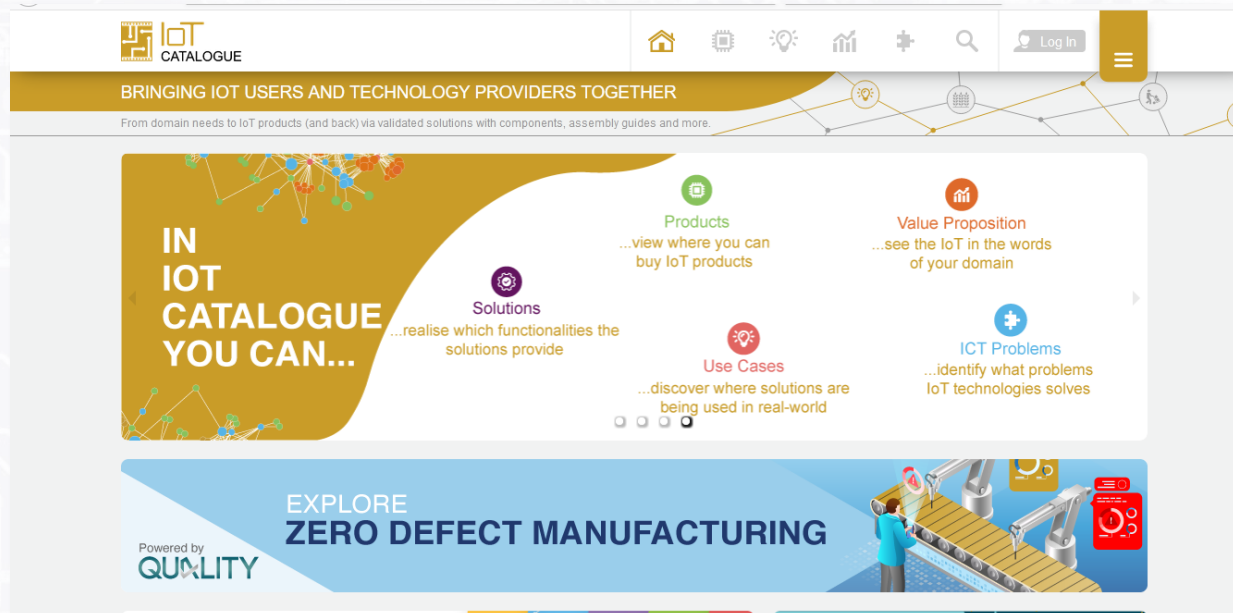 IoT
CATALOGUE
Log In
BRINGING IOT USERS AND TECHNOLOGY PROVIDERS TOGETHER
From domain needs to IoT products (and back) via validated solutions with components, assembly guides and more.
IN
IOT
CATALOGUE
YOU CAN...
Solutions
...realise which functionalities the
solutions provide
Products
...view where you can
buy IoT products
Use Cases
...discover where solutions are
being used in real-world
Value Proposition
...see the IoT in the words
of your domain
ICT Problems
...identify what problems
IoT technologies solves
EXPLORE
ZERO DEFECT MANUFACTURING
Powered by
QU4LITY